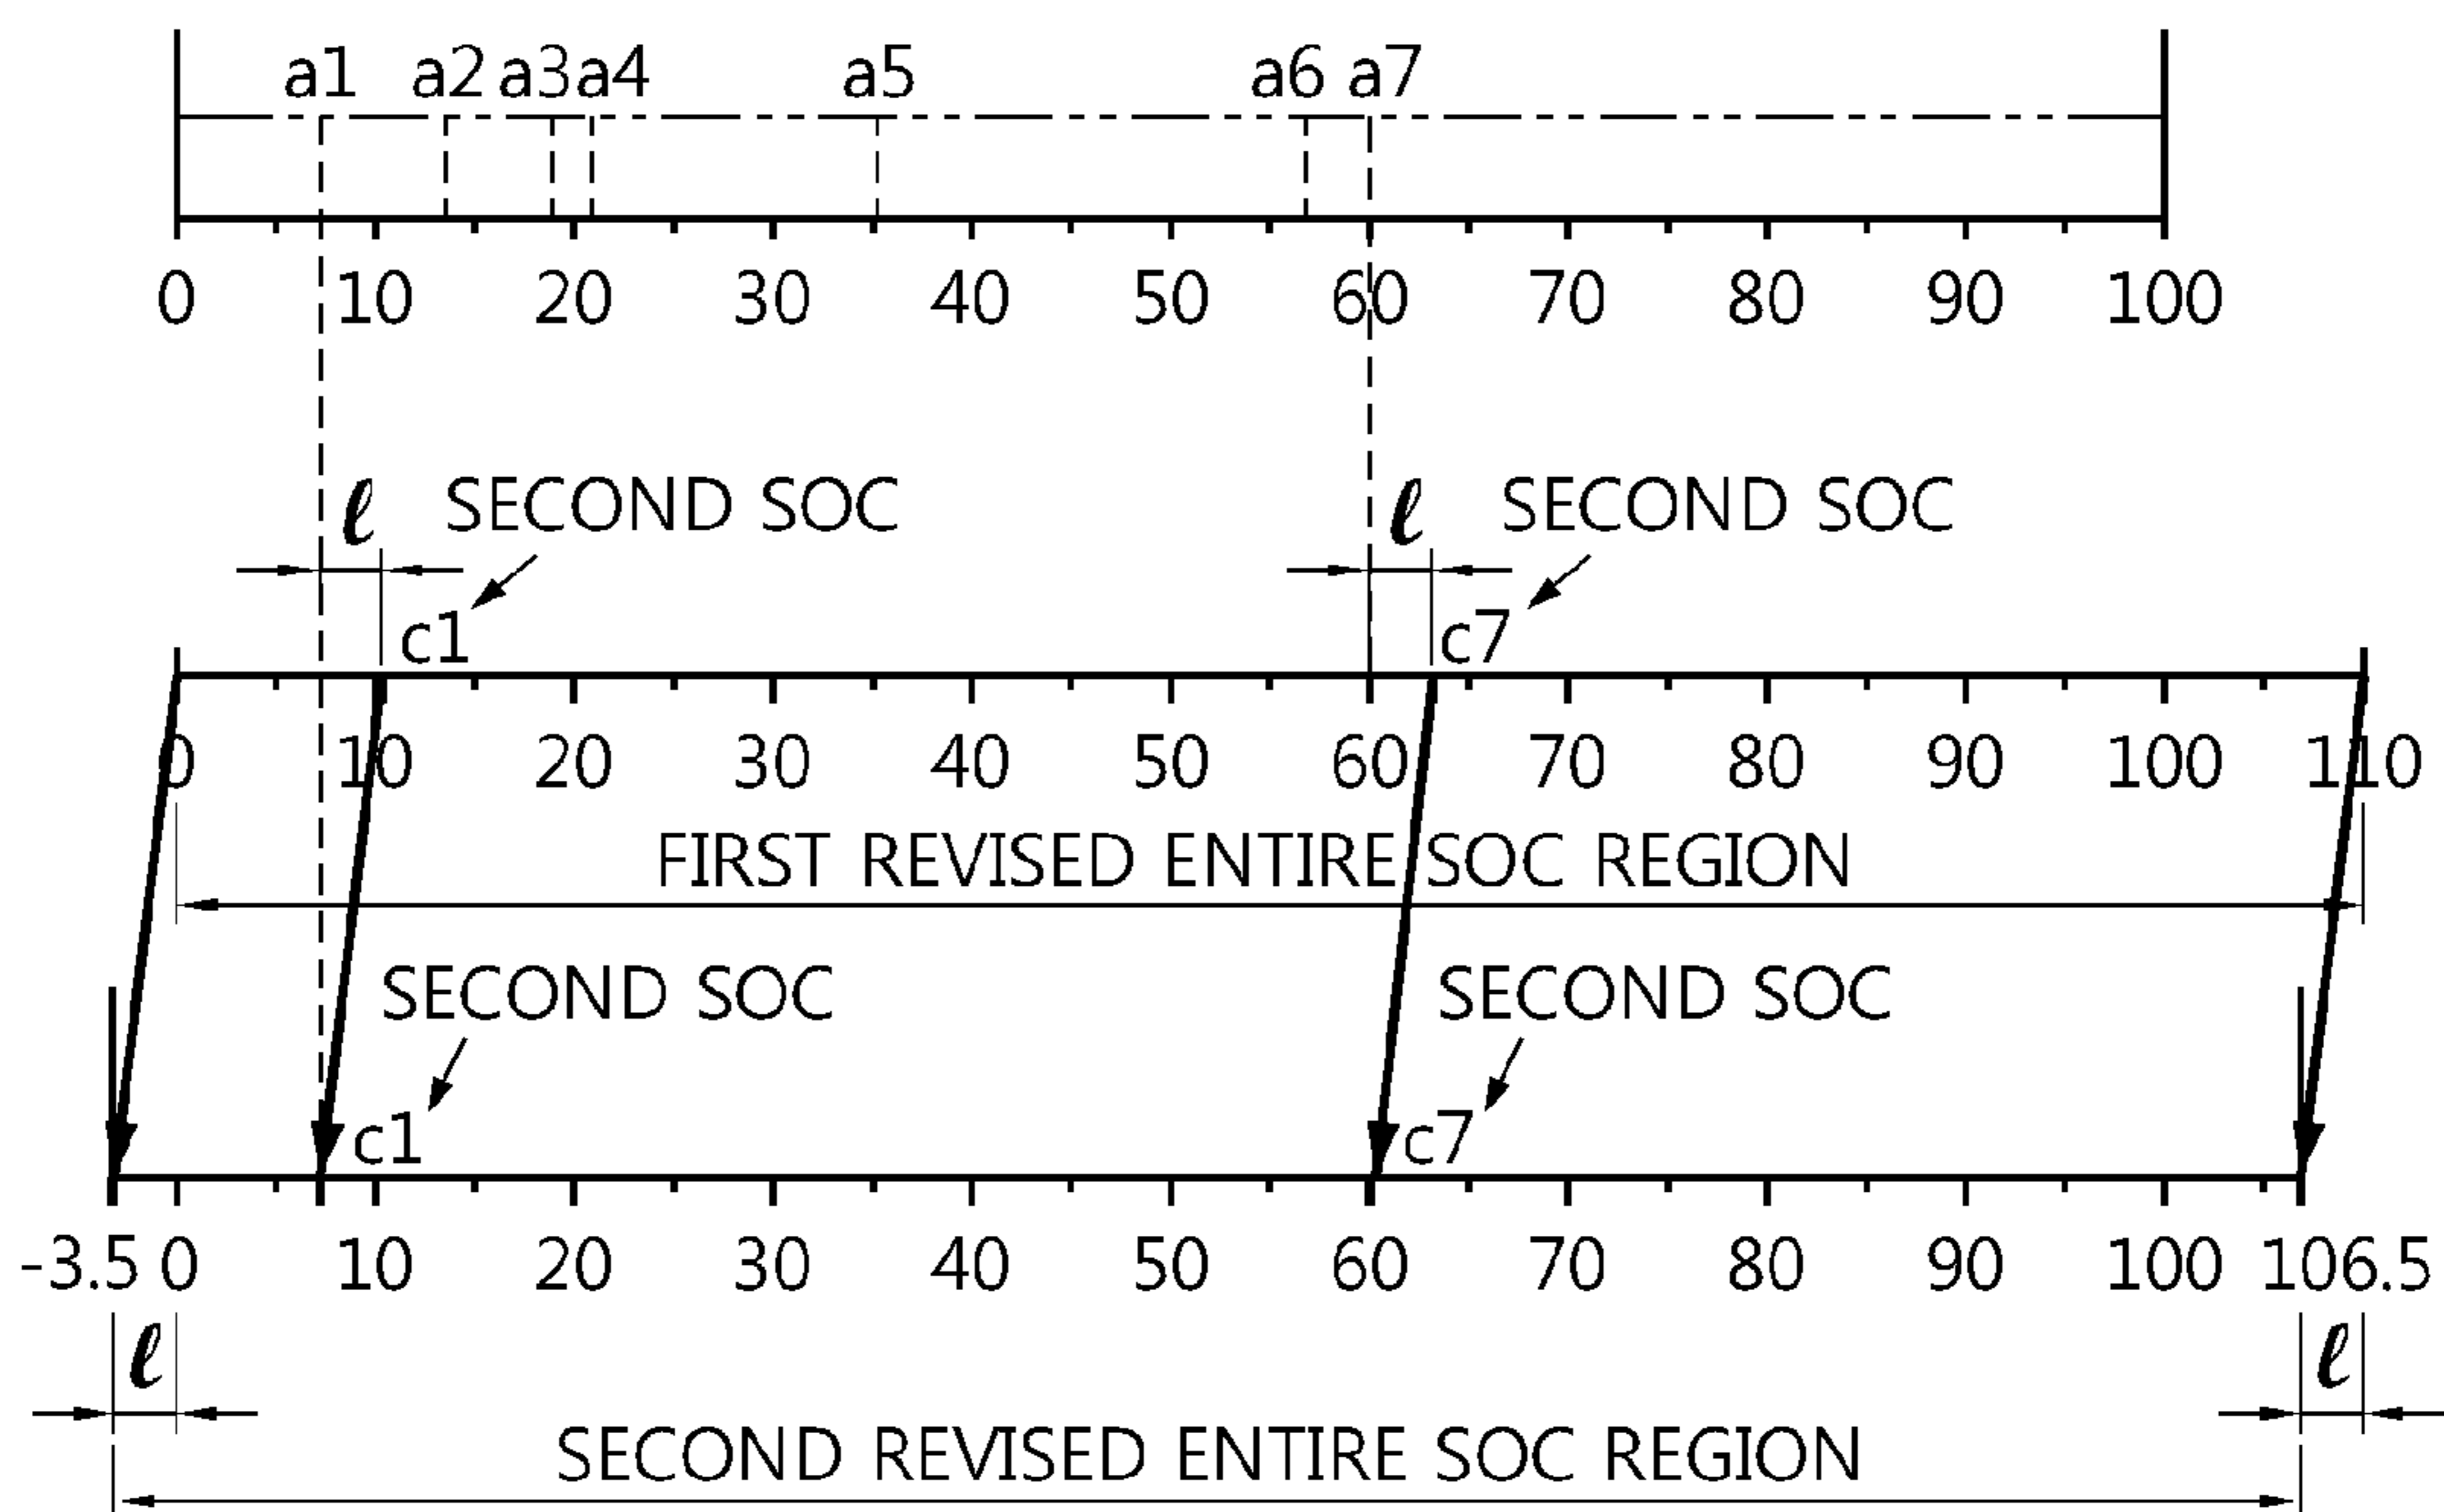 a1 a2 a3 a4 a5 a6 a7
0 10 20 30 40 50 60 70 80 90 100
ℓ SECOND SOC ℓ SECOND SOC
c1 c7
0 10 20 30 40 50 60 70 80 90 100 110
FIRST REVISED ENTIRE SOC REGION
SECOND SOC SECOND SOC
c1 c7
-3.5 0 10 20 30 40 50 60 70 80 90 100 106.5
ℓ ℓ
SECOND REVISED ENTIRE SOC REGION